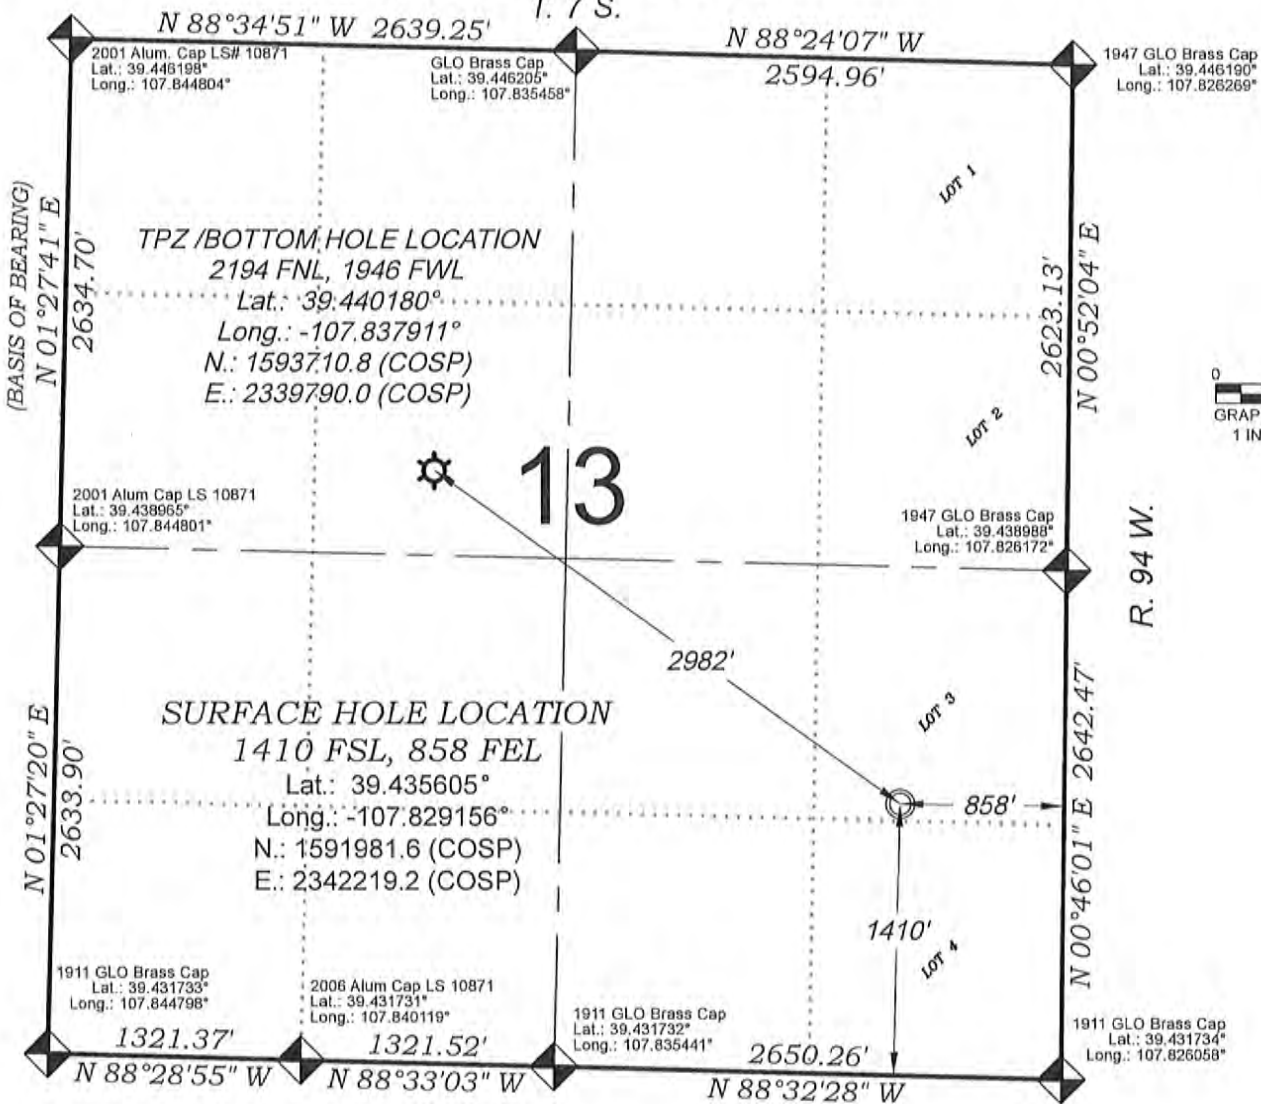 T. 7 S.
N 88°34'51" W 2639.25'
N 88°24'07" W
2594.96'
2001 Alum. Cap LS# 10871
Lat.: 39.446198°
Long.: 107.844804°
GLO Brass Cap
Lat.: 39.446205°
Long.: 107.835458°
1947 GLO Brass Cap
Lat.: 39.446190°
Long.: 107.826269°
LOT 1
(BASIS OF BEARING)
N 01°27'41" E
2634.70'
TPZ /BOTTOM HOLE LOCATION
2194 FNL, 1946 FWL
Lat.: 39.440180°
Long.: -107.837911°
N.: 1593710.8 (COSP)
E.: 2339790.0 (COSP)
2623.13'
N 00°52'04" E
0
GRAP
1 IN
LOT 2
13
2001 Alum Cap LS 10871
Lat.: 39.438965°
Long.: 107.844801°
1947 GLO Brass Cap
Lat.: 39.438988°
Long.: 107.826172°
R. 94 W.
2982'
SURFACE HOLE LOCATION
1410 FSL, 858 FEL
Lat.: 39.435605°
Long.: -107.829156°
N.: 1591981.6 (COSP)
E.: 2342219.2 (COSP)
LOT 3
N 01°27'20" E
2633.90'
858'
N 00°46'01" E 2642.47'
1410'
LOT 4
1911 GLO Brass Cap
Lat.: 39.431733°
Long.: 107.844798°
2006 Alum Cap LS 10871
Lat.: 39.431731°
Long.: 107.840119°
1911 GLO Brass Cap
Lat.: 39.431732°
Long.: 107.835441°
1911 GLO Brass Cap
Lat.: 39.431734°
Long.: 107.826058°
1321.37'
1321.52'
2650.26'
N 88°28'55" W
N 88°33'03" W
N 88°32'28" W